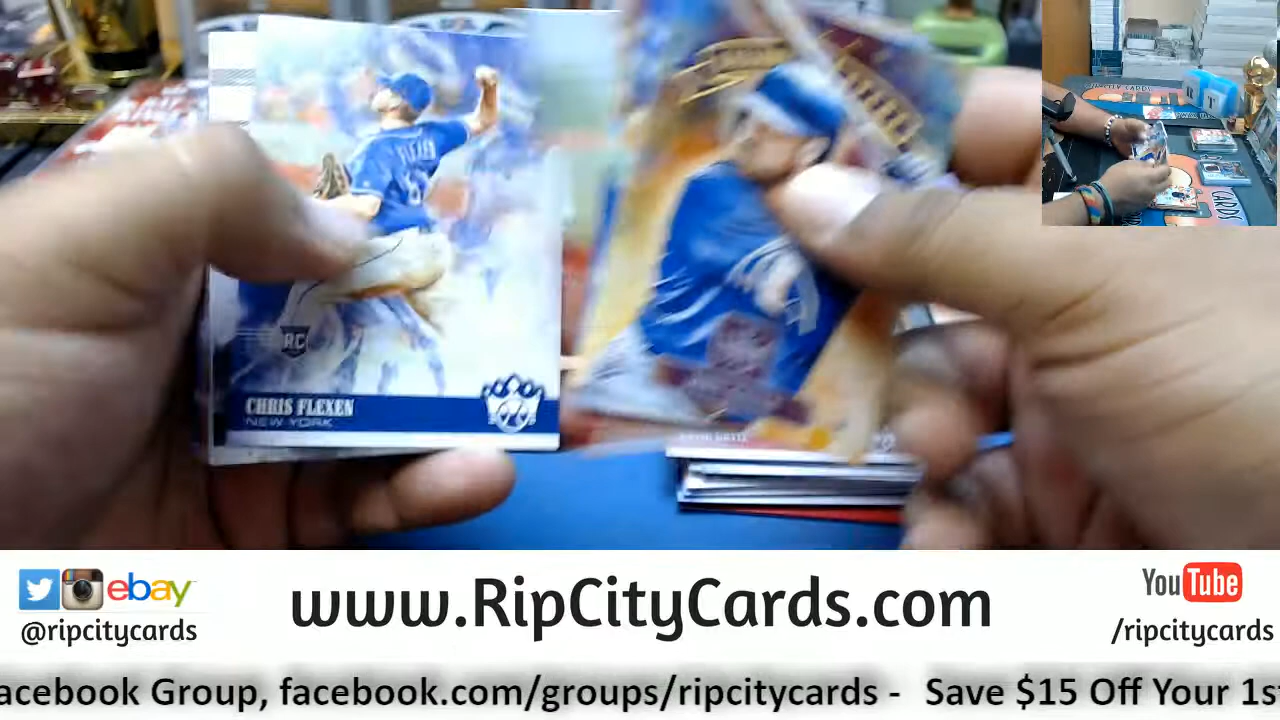 FLEXEN
RC
CHRIS FLEXEN
NEW YORK
ebay
@ripcitycards
www.RipCityCards.com
YouTube
/ripcitycards
acebook Group, facebook.com/groups/ripcitycards - Save $15 Off Your 1s